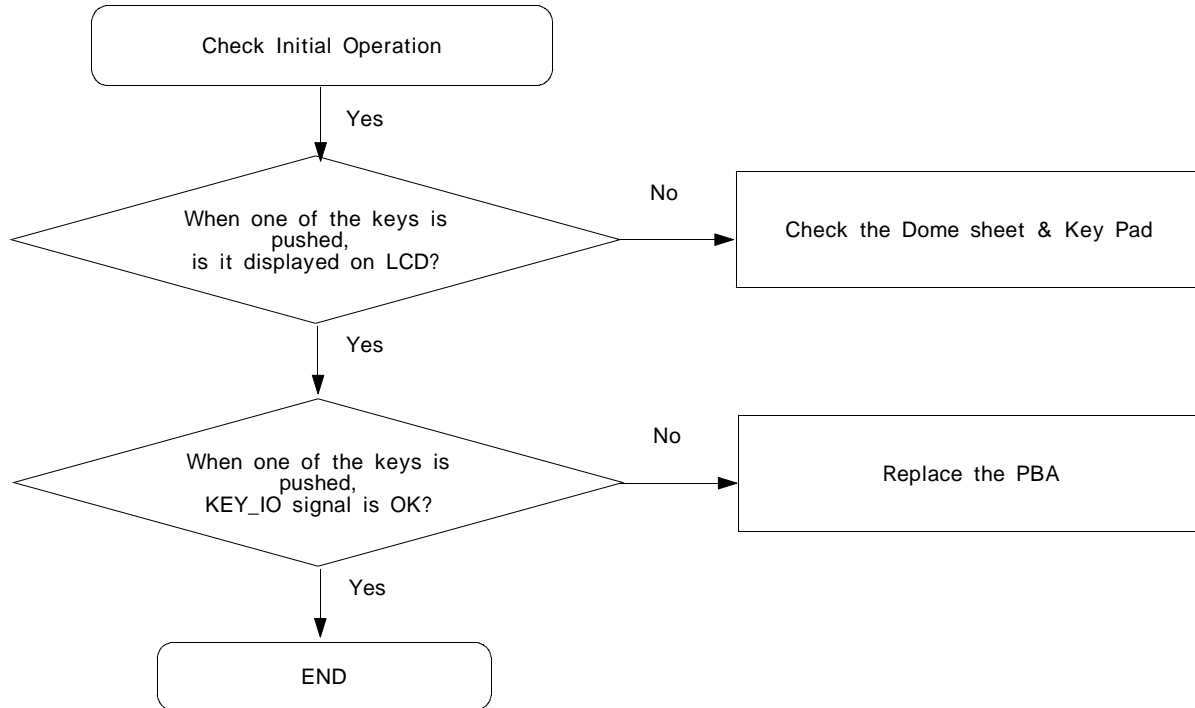 Check Initial Operation
Yes
When one of the keys is
pushed,
is it displayed on LCD?
No
Check the Dome sheet & Key Pad
Yes
When one of the keys is
pushed,
KEY_IO signal is OK?
No
Replace the PBA
Yes
END